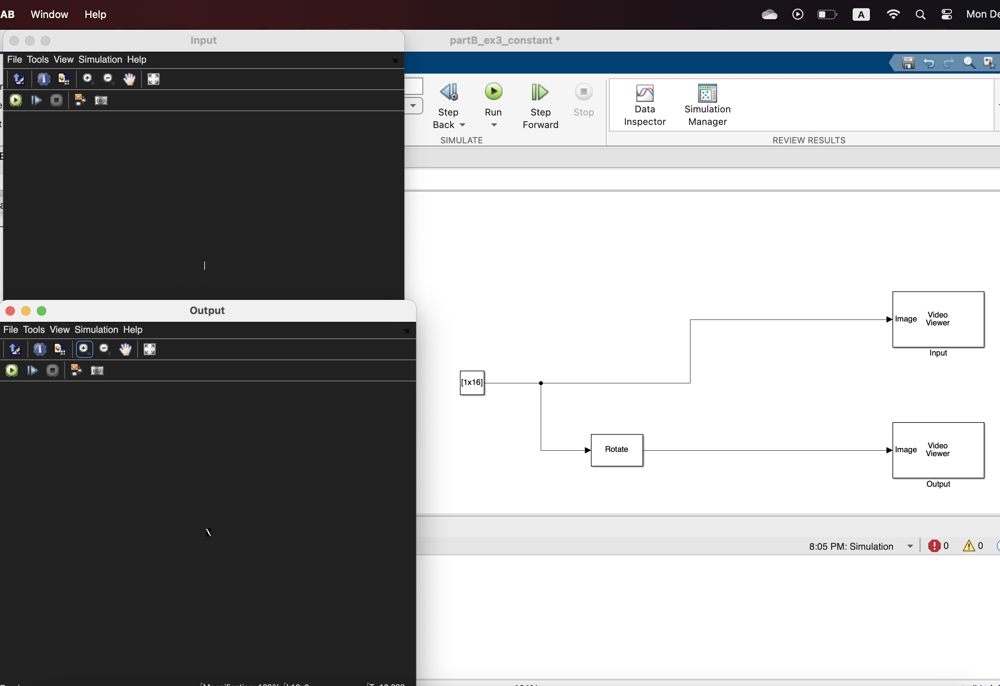 AB Window Help A Mon De
Input
partB_ex3_constant *
File Tools View Simulation Help
Step Back
Run
Step Forward
Stop
SIMULATE
Data Inspector
Simulation Manager
REVIEW RESULTS
Output
File Tools View Simulation Help
Image Video Viewer
Input
[1x16]
Rotate
Image Video Viewer
Output
8:05 PM: Simulation 0 0